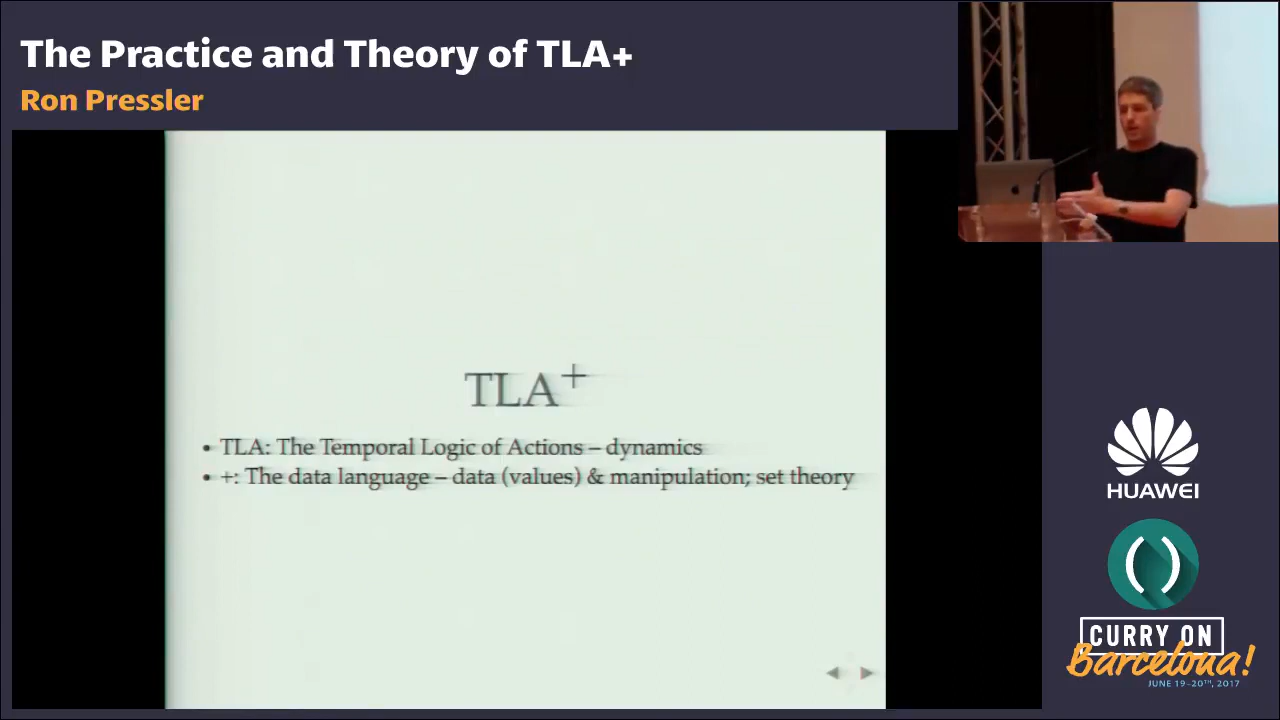 The Practice and Theory of TLA+
Ron Pressler
TLA+
• TLA: The Temporal Logic of Actions – dynamics
• +: The data language – data (values) & manipulation; set theory
HUAWEI
CURRY ON
Barcelona!
JUNE 19-20TH, 2017